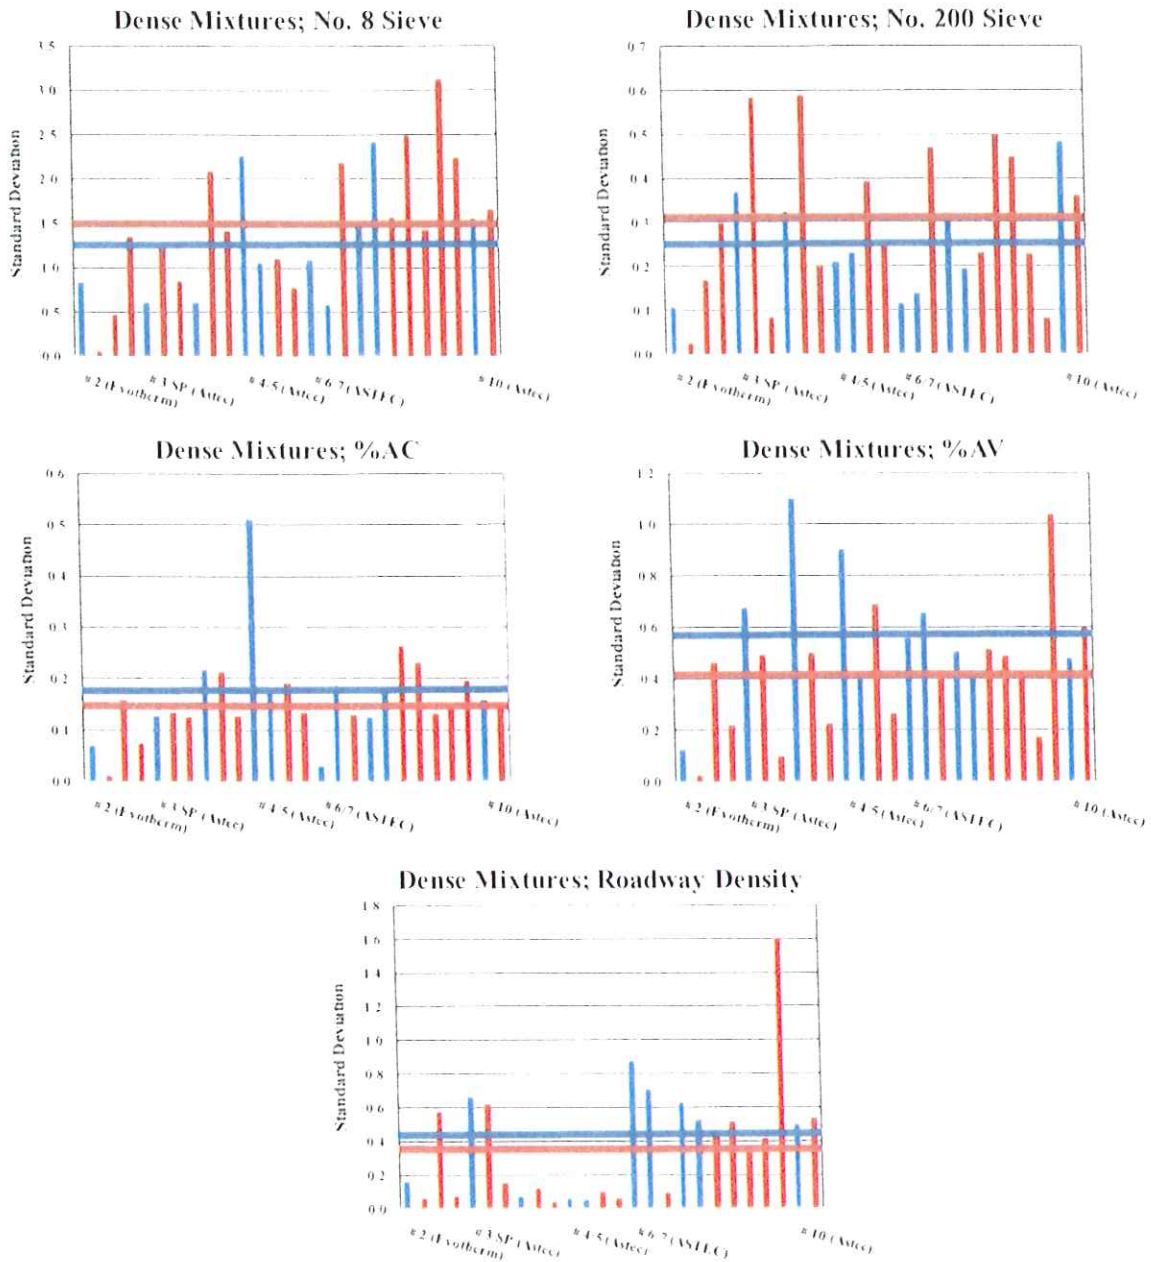 Dense Mixtures; No. 8 Sieve
Standard Deviation
3.5
3.0
2.5
2.0
1.5
1.0
0.5
0.0
#2 (Evotherm)
#3 SP (Astec)
#4/5 (Astec)
#6/7 (ASTEC)
#10 (Astec)
Dense Mixtures; No. 200 Sieve
Standard Deviation
0.7
0.6
0.5
0.4
0.3
0.2
0.1
0.0
#2 (Evotherm)
#3 SP (Astec)
#4/5 (Astec)
#6/7 (ASTEC)
#10 (Astec)
Dense Mixtures; %AC
Standard Deviation
0.6
0.5
0.4
0.3
0.2
0.1
0.0
#2 (Evotherm)
#3 SP (Astec)
#4/5 (Astec)
#6/7 (ASTEC)
#10 (Astec)
Dense Mixtures; %AV
Standard Deviation
1.2
1.0
0.8
0.6
0.4
0.2
0.0
#2 (Evotherm)
#3 SP (Astec)
#4/5 (Astec)
#6/7 (ASTEC)
#10 (Astec)
Dense Mixtures; Roadway Density
Standard Deviation
1.8
1.6
1.4
1.2
1.0
0.8
0.6
0.4
0.2
0.0
#2 (Evotherm)
#3 SP (Astec)
#4/5 (Astec)
#6/7 (ASTEC)
#10 (Astec)